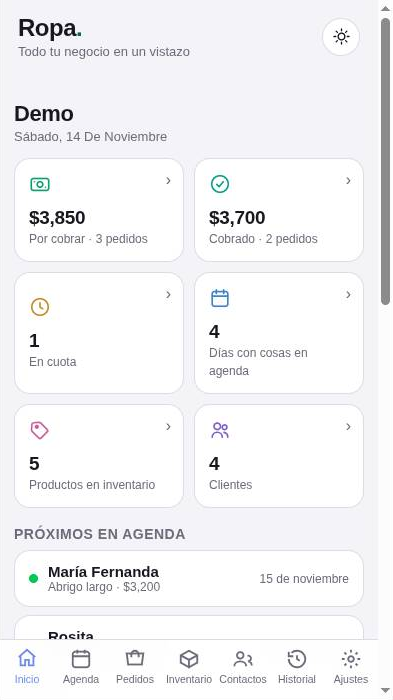 Ropa.
Todo tu negocio en un vistazo
Demo
Sábado, 14 De Noviembre
$3,850
Por cobrar · 3 pedidos
$3,700
Cobrado · 2 pedidos
1
En cuota
4
Días con cosas en
agenda
5
Productos en inventario
4
Clientes
PRÓXIMOS EN AGENDA
María Fernanda
Abrigo largo · $3,200
15 de noviembre
Rosita
Inicio
Agenda
Pedidos
Inventario
Contactos
Historial
Ajustes